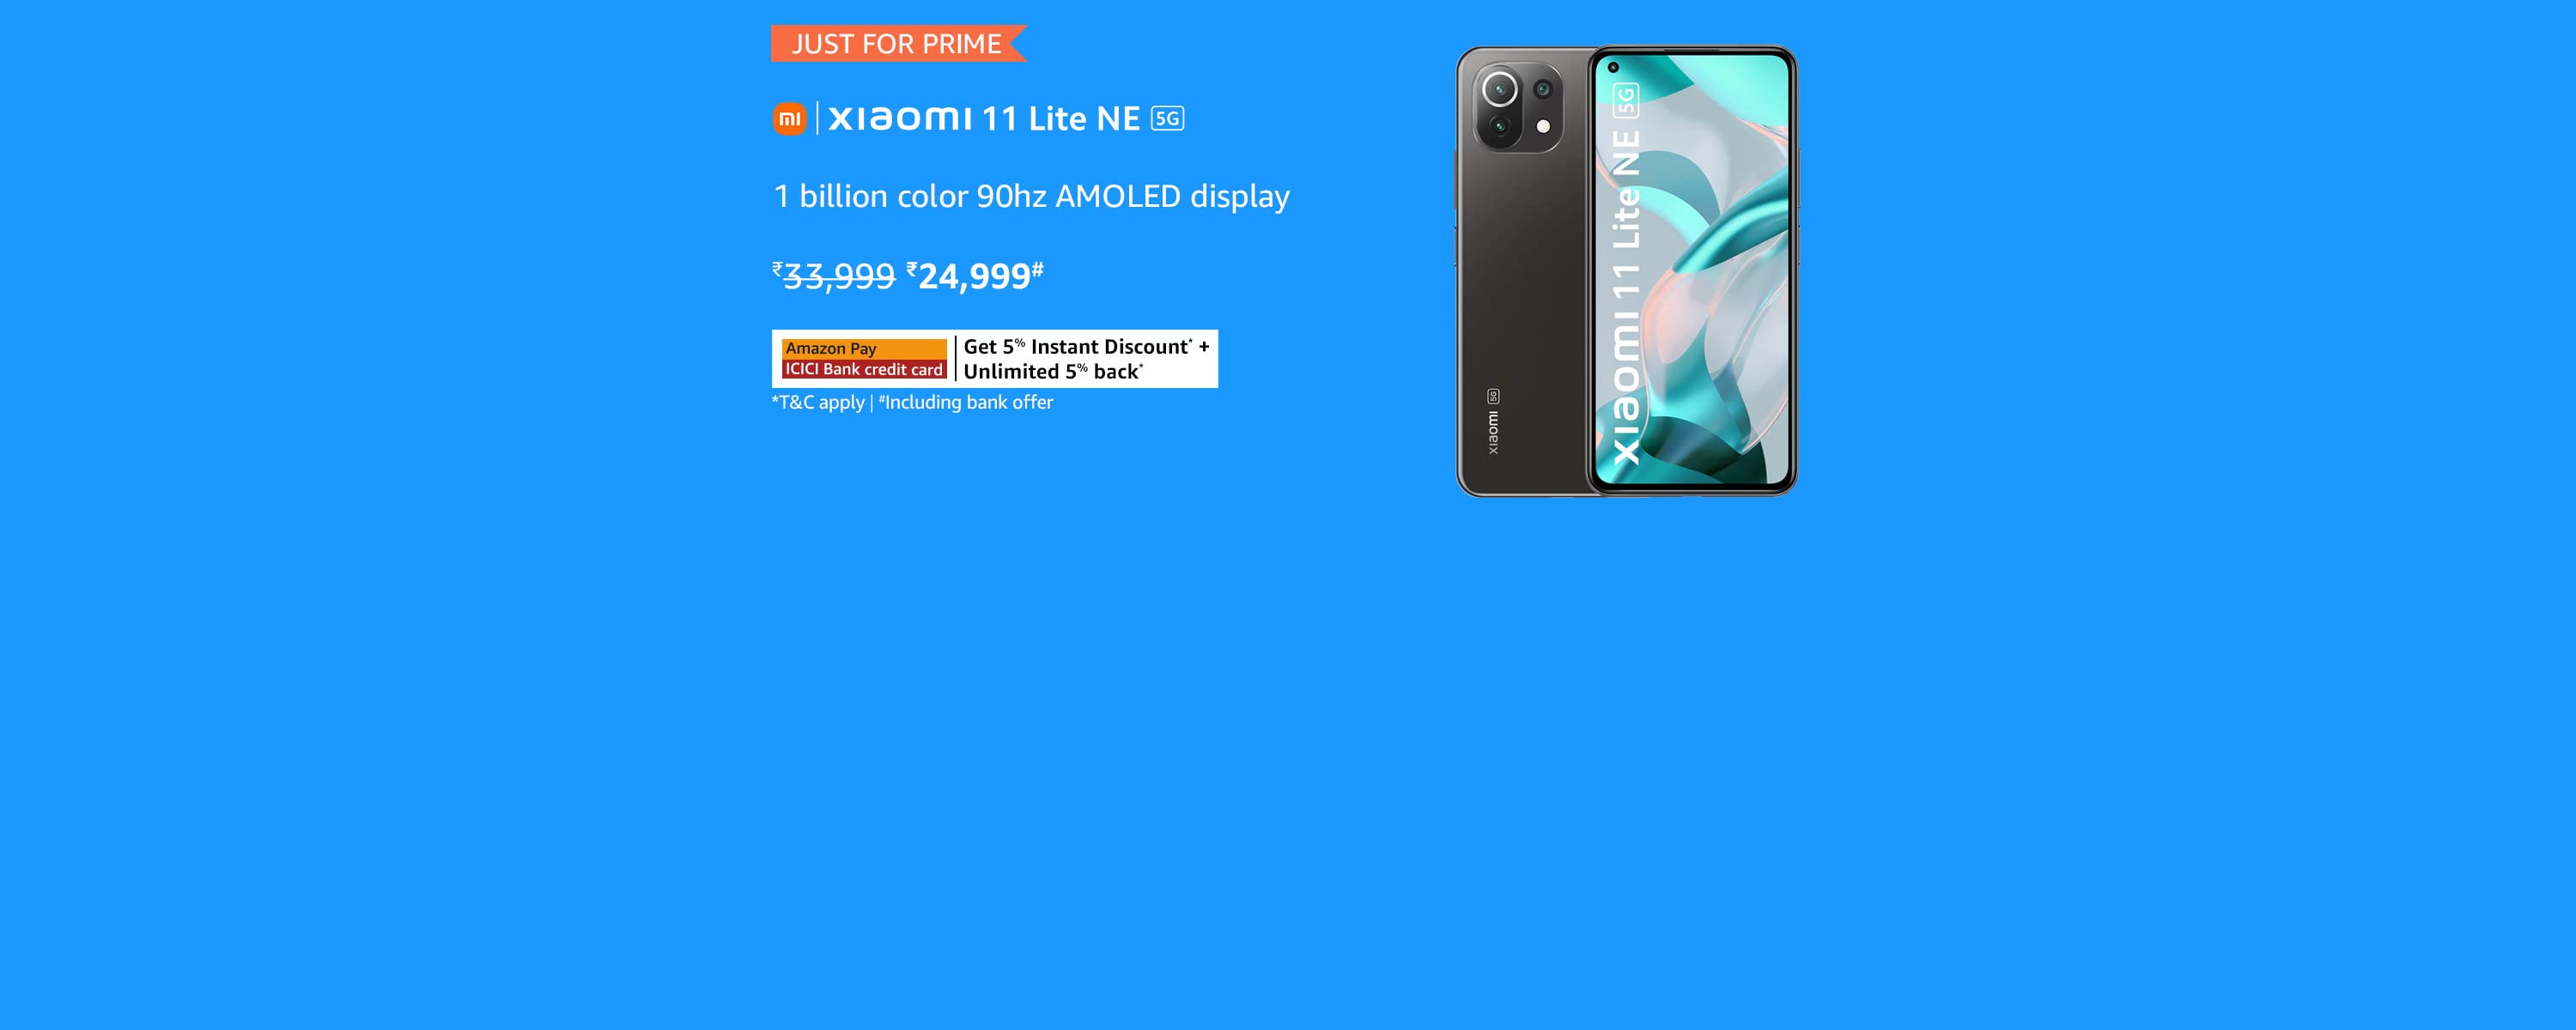 JUST FOR PRIME
mi | xiaomi 11 Lite NE 5G
1 billion color 90hz AMOLED display
₹33,999 ₹24,999#
Amazon Pay
ICICI Bank credit card
Get 5% Instant Discount* +
Unlimited 5% back*
*T&C apply | #Including bank offer
xiaomi 5G
xiaomi 11 Lite NE 5G